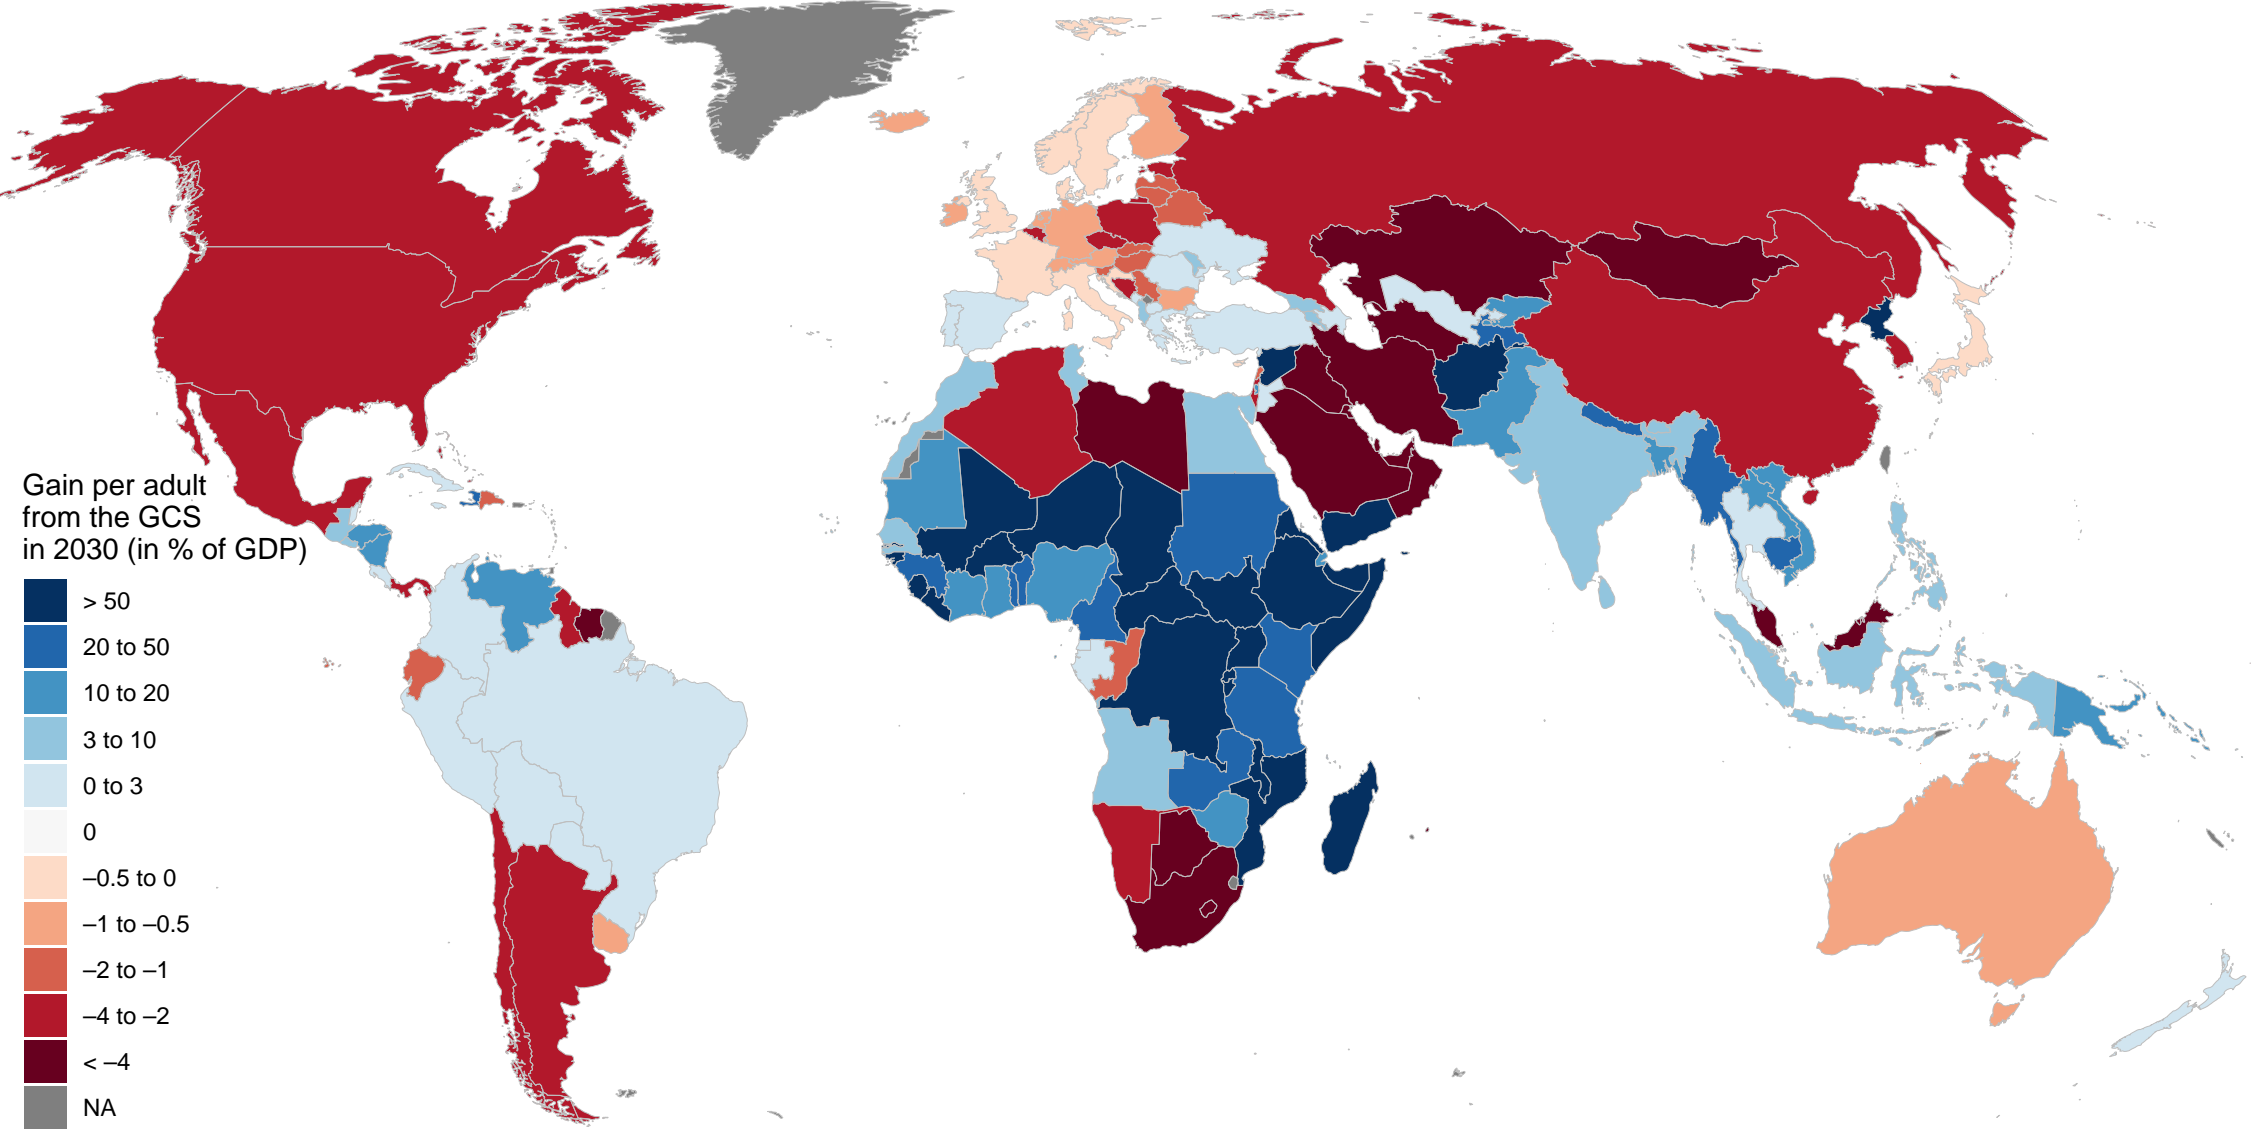 Gain per adult
from the GCS
in 2030 (in % of GDP)
> 50
20 to 50
10 to 20
3 to 10
0 to 3
0
–0.5 to 0
–1 to –0.5
–2 to –1
–4 to –2
< –4
NA